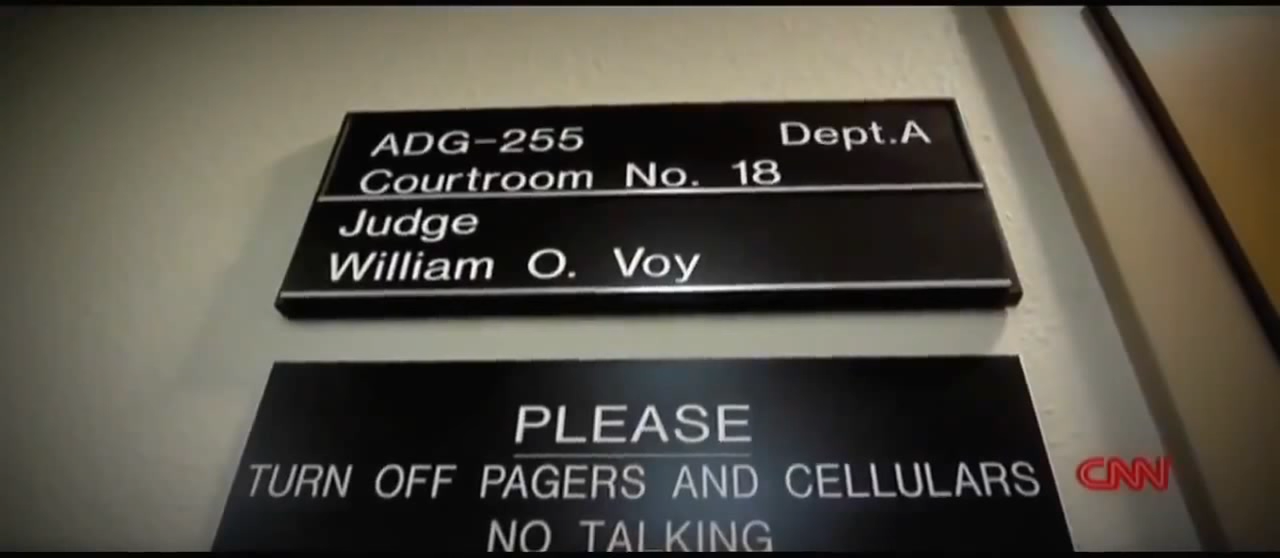 ADG-255 Dept.A
Courtroom No. 18
Judge
William O. Voy
PLEASE
TURN OFF PAGERS AND CELLULARS
NO TALKING
CNN